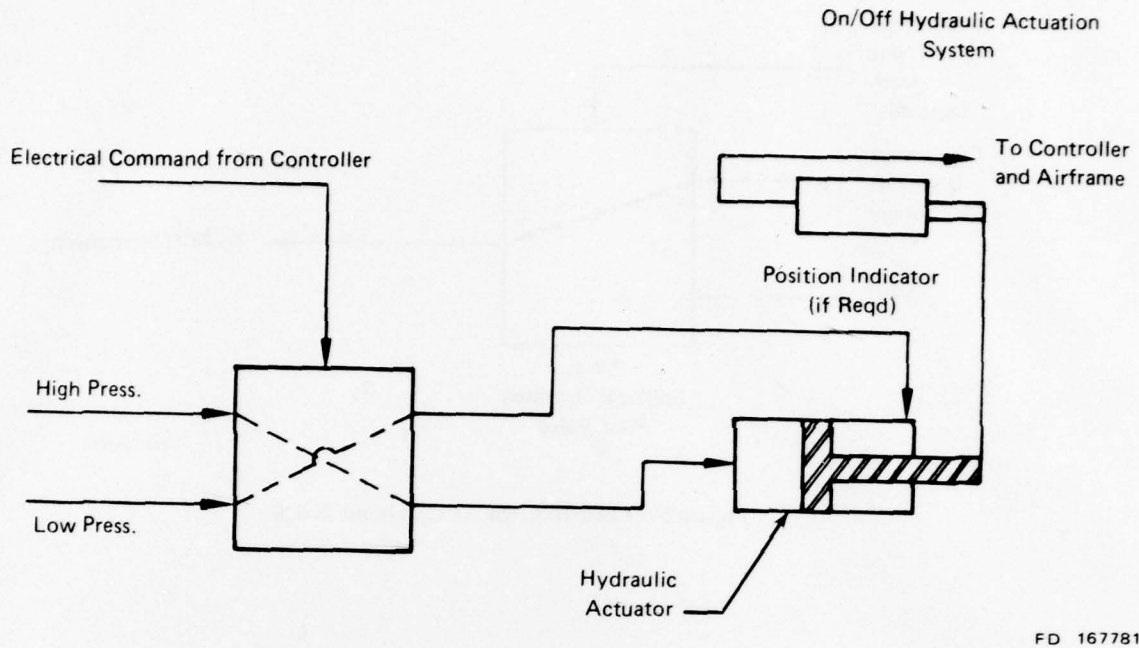 On/Off Hydraulic Actuation
System
Electrical Command from Controller
To Controller
and Airframe
Position Indicator
(if Reqd)
High Press.
Low Press.
Hydraulic
Actuator
FD 167781